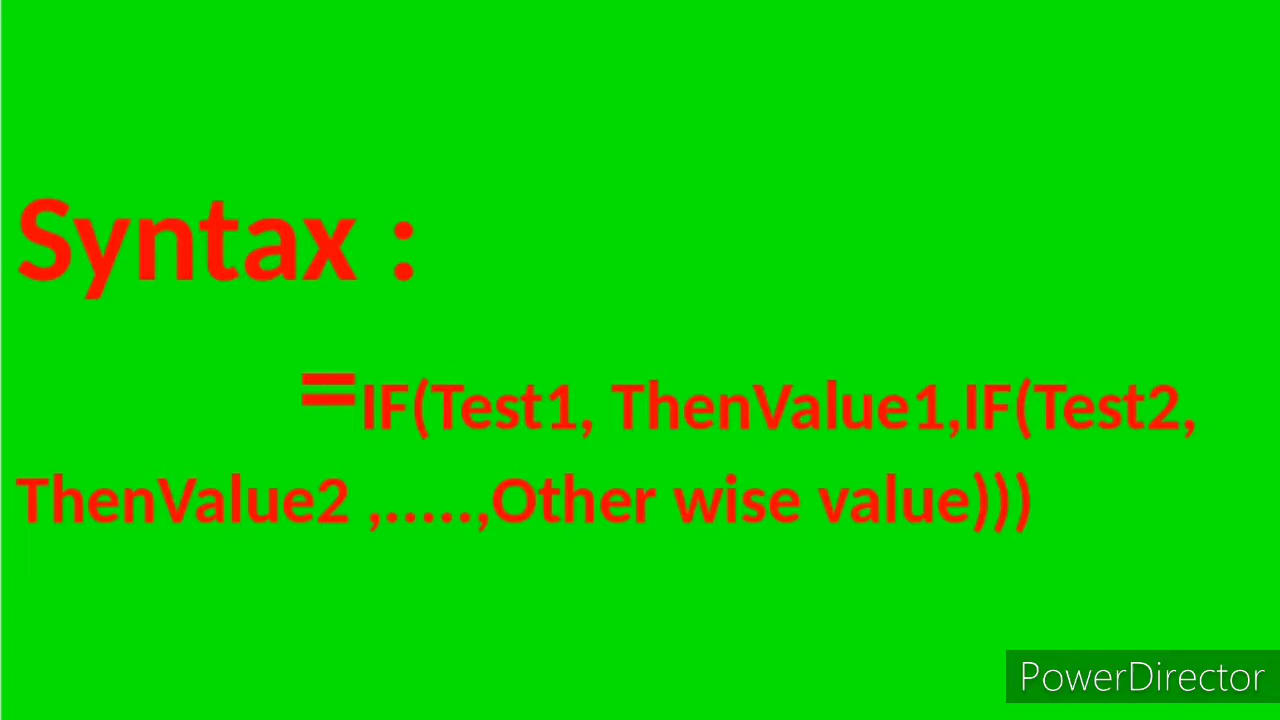 Syntax :
=IF(Test1, ThenValue1,IF(Test2,
ThenValue2 ,.....,Other wise value)))
PowerDirector